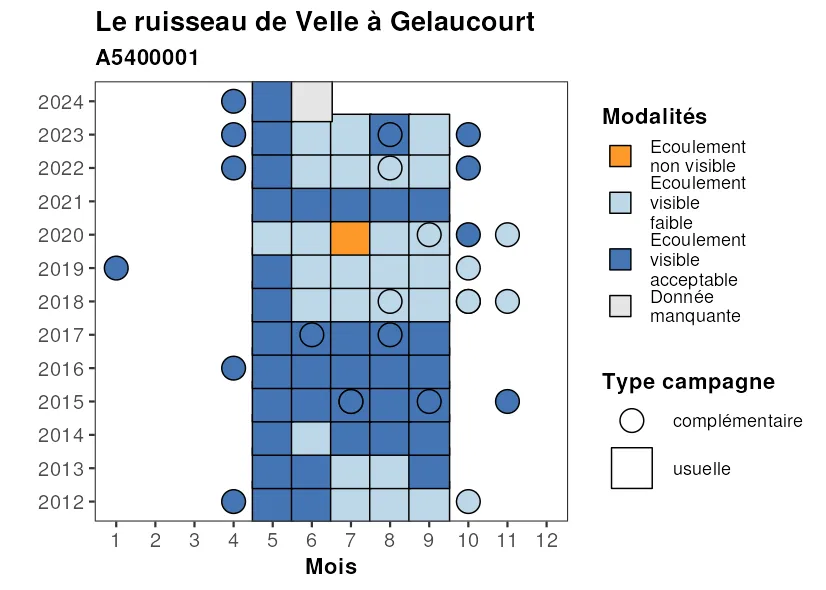 Le ruisseau de Velle à Gelaucourt
A5400001
2024
2023
2022
2021
2020
2019
2018
2017
2016
2015
2014
2013
2012
1 2 3 4 5 6 7 8 9 10 11 12
Mois
Modalités
Ecoulement
non visible
Ecoulement
visible
faible
Ecoulement
visible
acceptable
Donnée
manquante
Type campagne
complémentaire
usuelle